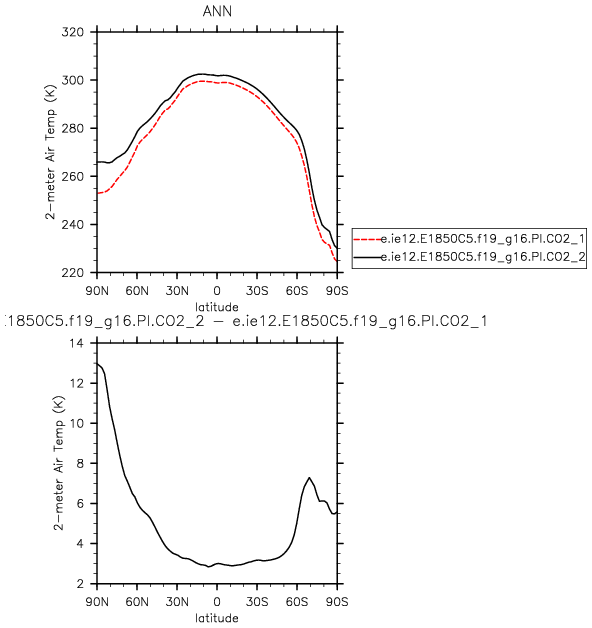 ANN
320
300
280
260
240
220
2-meter Air Temp (K)
90N 60N 30N 0 30S 60S 90S
latitude
e.ie12.E1850C5.f19_g16.PI.CO2_1
e.ie12.E1850C5.f19_g16.PI.CO2_2
.1850C5.f19_g16.PI.CO2_2 - e.ie12.E1850C5.f19_g16.PI.CO2_1
14
12
10
8
6
4
2
2-meter Air Temp (K)
90N 60N 30N 0 30S 60S 90S
latitude